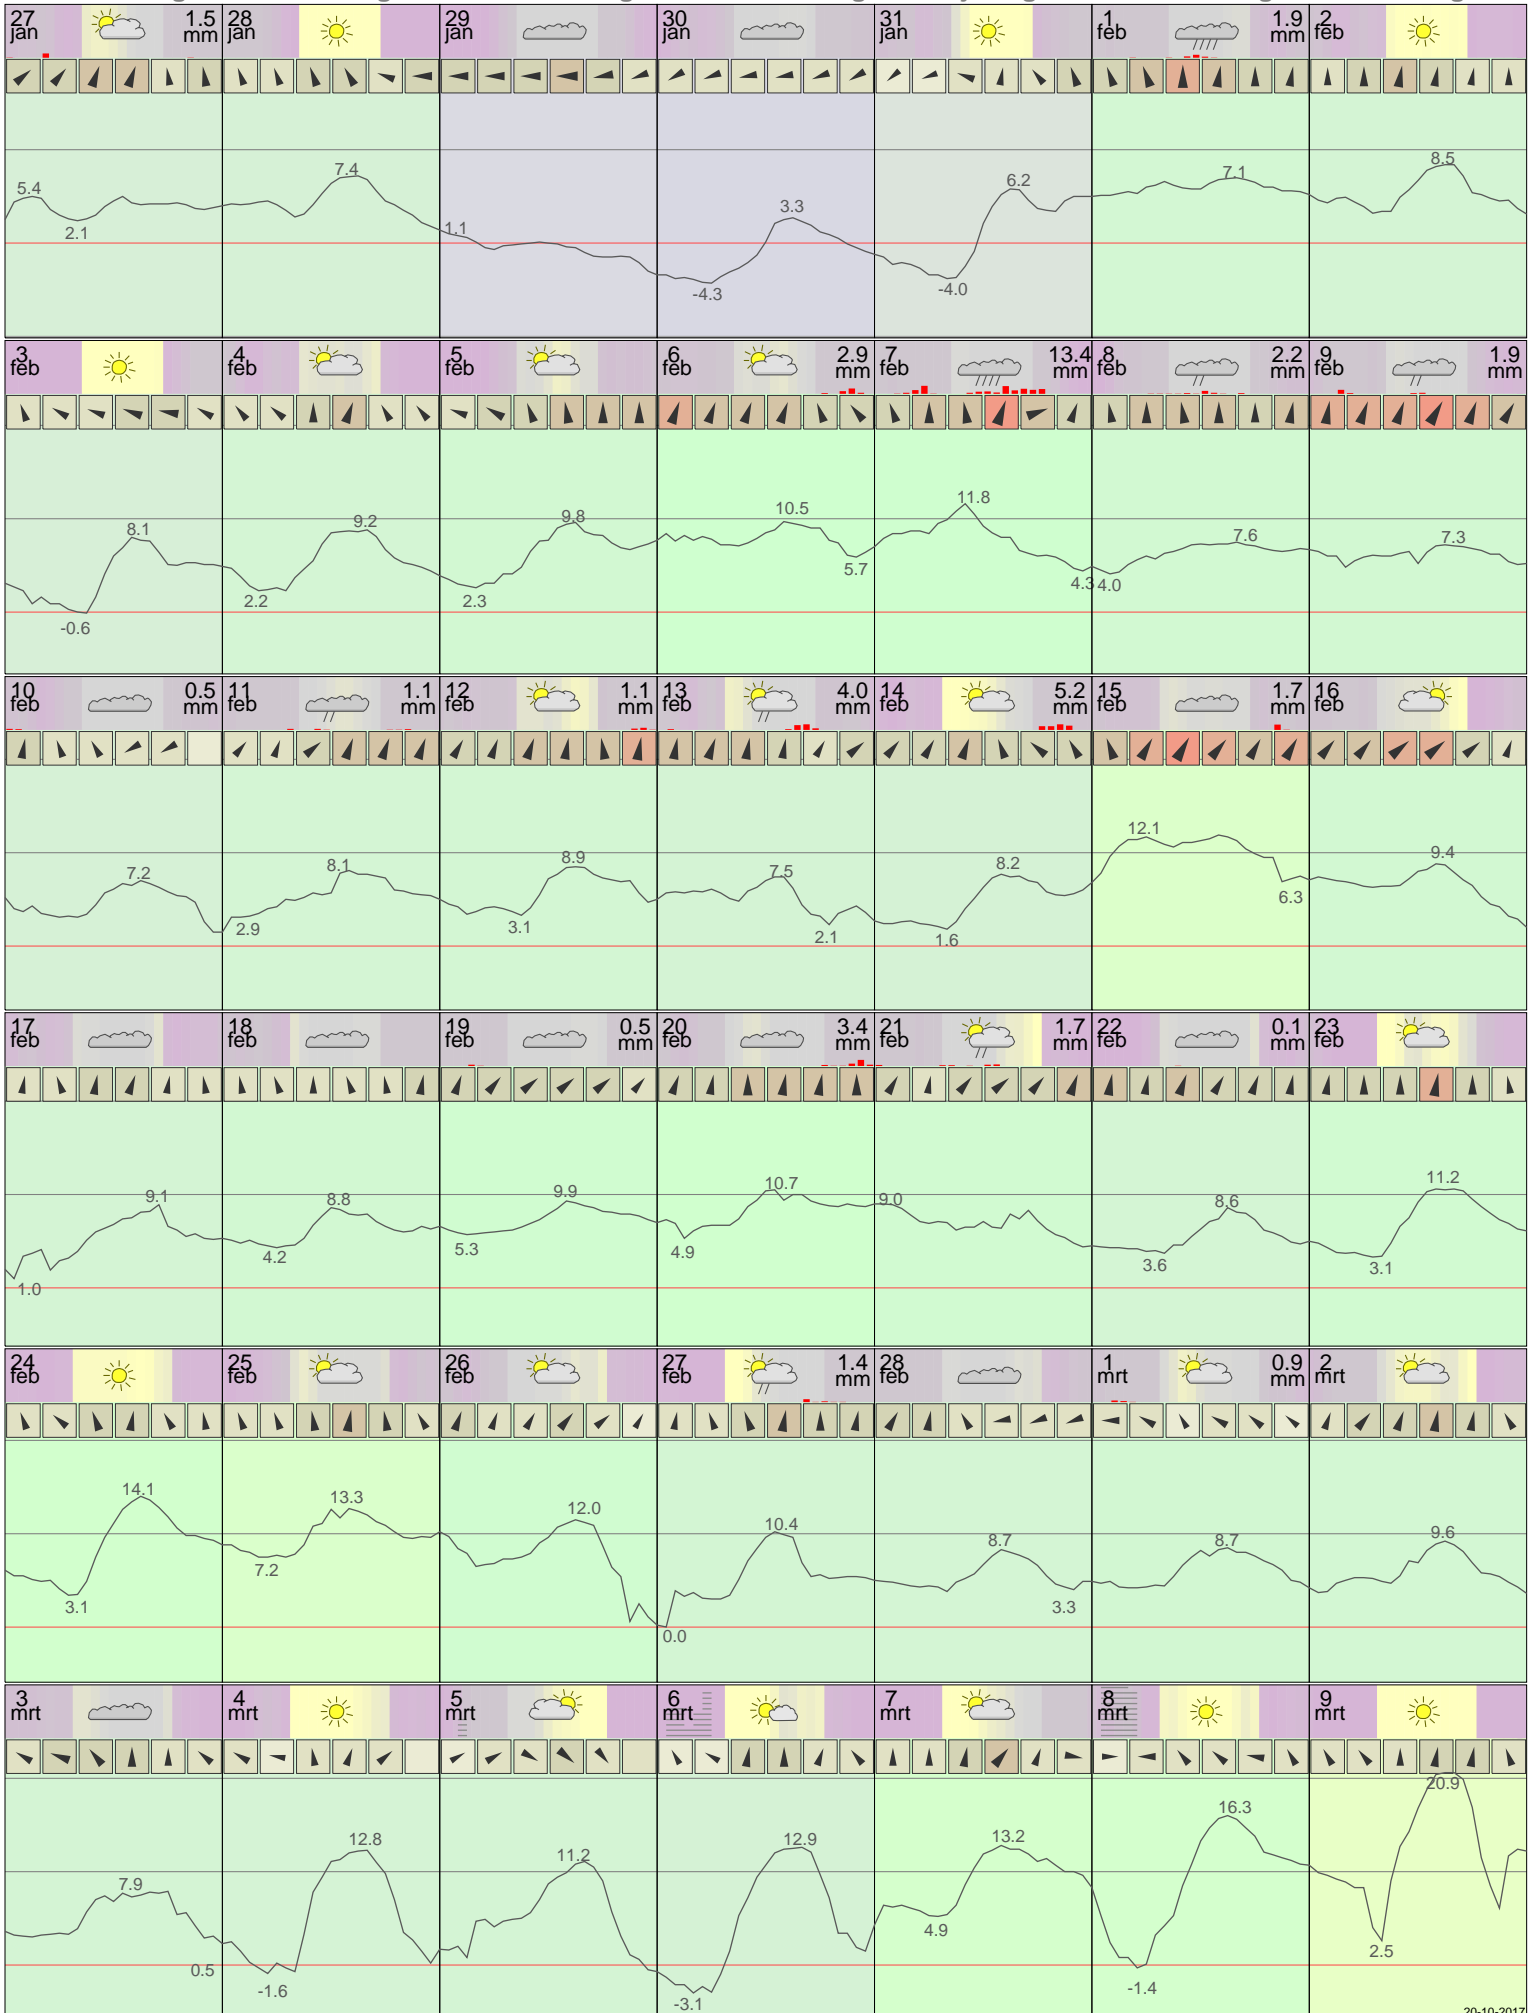 27 jan 1.5 mm 28 jan 29 jan 30 jan 31 jan 1 feb 1.9 mm 2 feb
5.4 2.1 7.4 1.1 -4.3 3.3 -4.0 6.2 7.1 8.5
3 feb 4 feb 5 feb 6 feb 2.9 mm 7 feb 13.4 mm 8 feb 2.2 mm 9 feb 1.9 mm
-0.6 8.1 2.2 9.2 2.3 9.8 10.5 5.7 11.8 4.3 4.0 7.6 7.3
10 feb 0.5 mm 11 feb 1.1 mm 12 feb 1.1 mm 13 feb 4.0 mm 14 feb 5.2 mm 15 feb 1.7 mm 16 feb
7.2 2.9 8.1 3.1 8.9 7.5 2.1 1.6 8.2 12.1 6.3 9.4
17 feb 18 feb 19 feb 0.5 mm 20 feb 3.4 mm 21 feb 1.7 mm 22 feb 0.1 mm 23 feb
1.0 9.1 4.2 8.8 5.3 9.9 4.9 10.7 9.0 3.6 8.6 3.1 11.2
24 feb 25 feb 26 feb 27 feb 1.4 mm 28 feb 1 mrt 0.9 mm 2 mrt
3.1 14.1 7.2 13.3 12.0 0.0 10.4 8.7 3.3 8.7 9.6
3 mrt 4 mrt 5 mrt 6 mrt 7 mrt 8 mrt 9 mrt
7.9 0.5 -1.6 12.8 11.2 -3.1 12.9 4.9 13.2 -1.4 16.3 2.5 20.9
20-10-2017